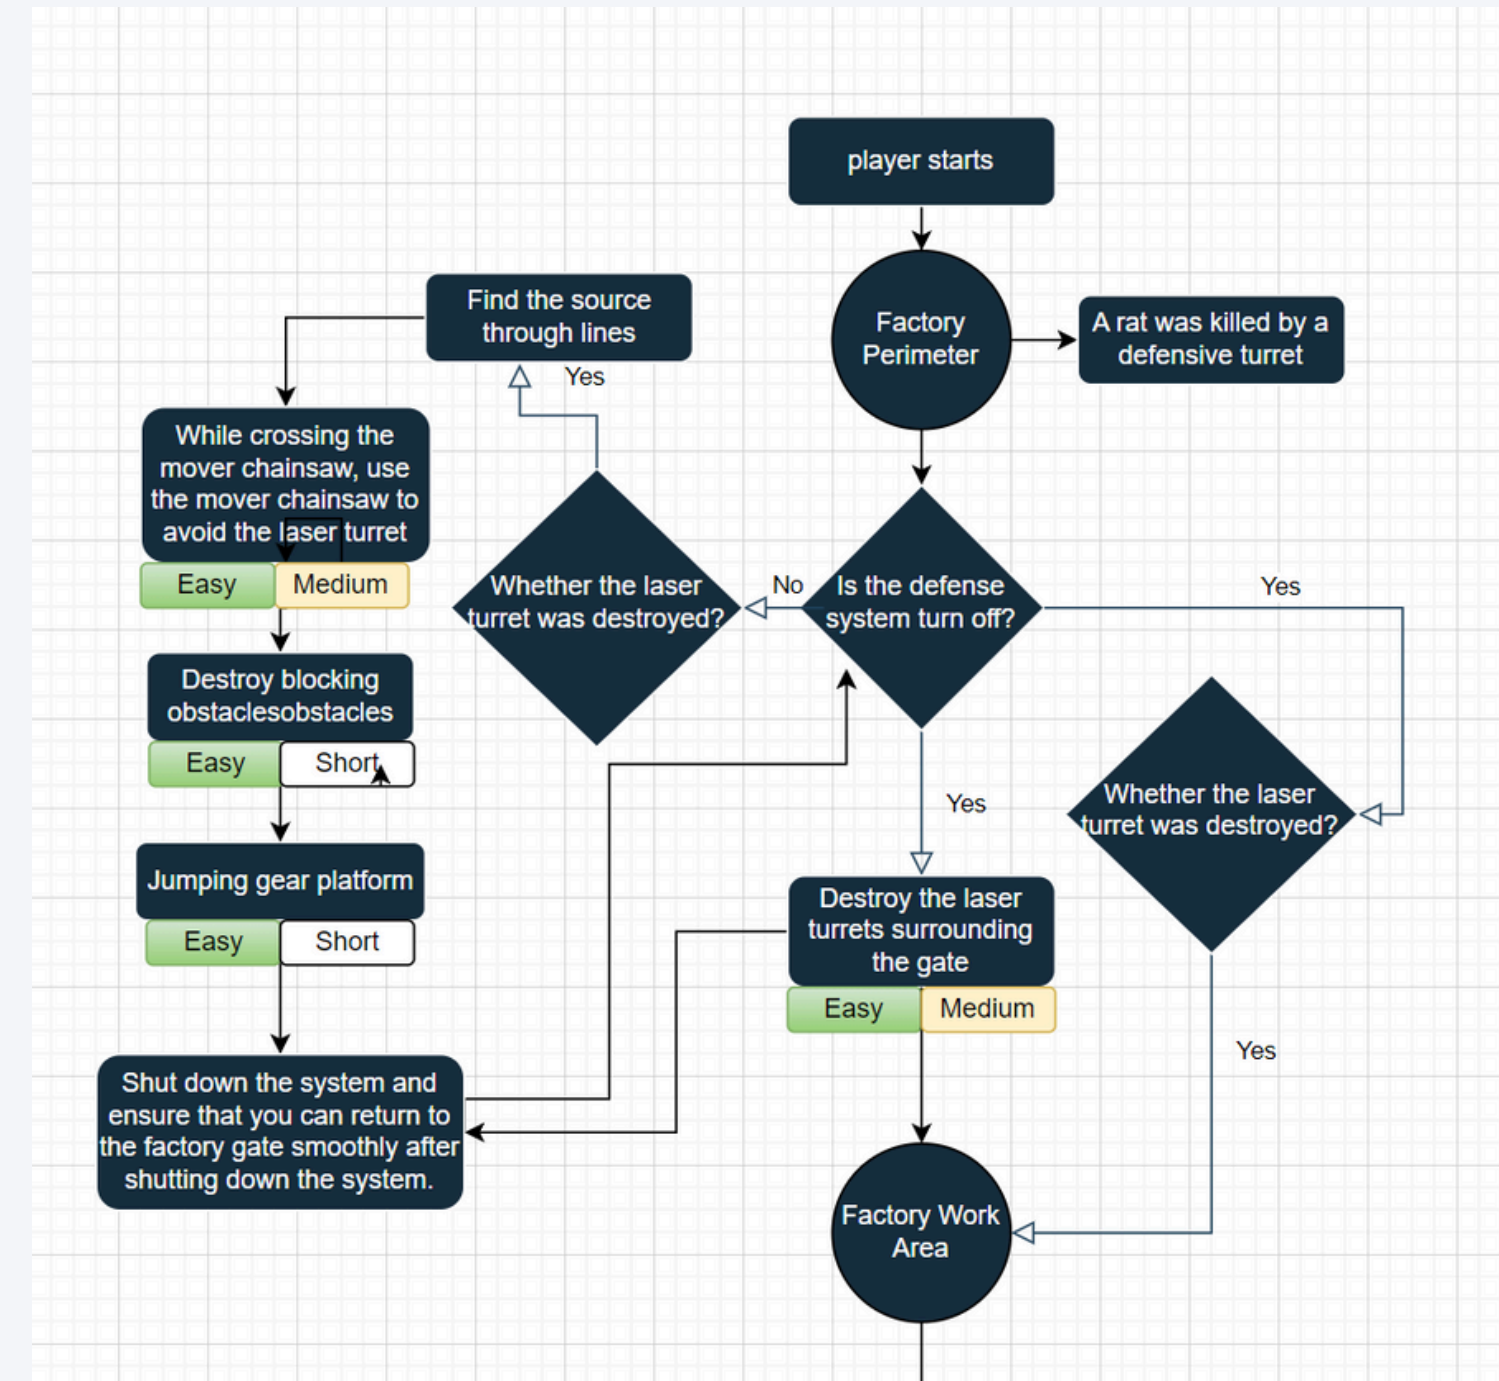 player starts
Factory
Perimeter
A rat was killed by a
defensive turret
Find the source
through lines
Yes
While crossing the
mover chainsaw, use
the mover chainsaw to
avoid the laser turret
Easy
Medium
Whether the laser
turret was destroyed?
No
Is the defense
system turn off?
Yes
Destroy blocking
obstaclesobstacles
Easy
Short
Yes
Whether the laser
turret was destroyed?
Jumping gear platform
Easy
Short
Destroy the laser
turrets surrounding
the gate
Easy
Medium
Yes
Shut down the system and
ensure that you can return to
the factory gate smoothly after
shutting down the system.
Factory Work
Area